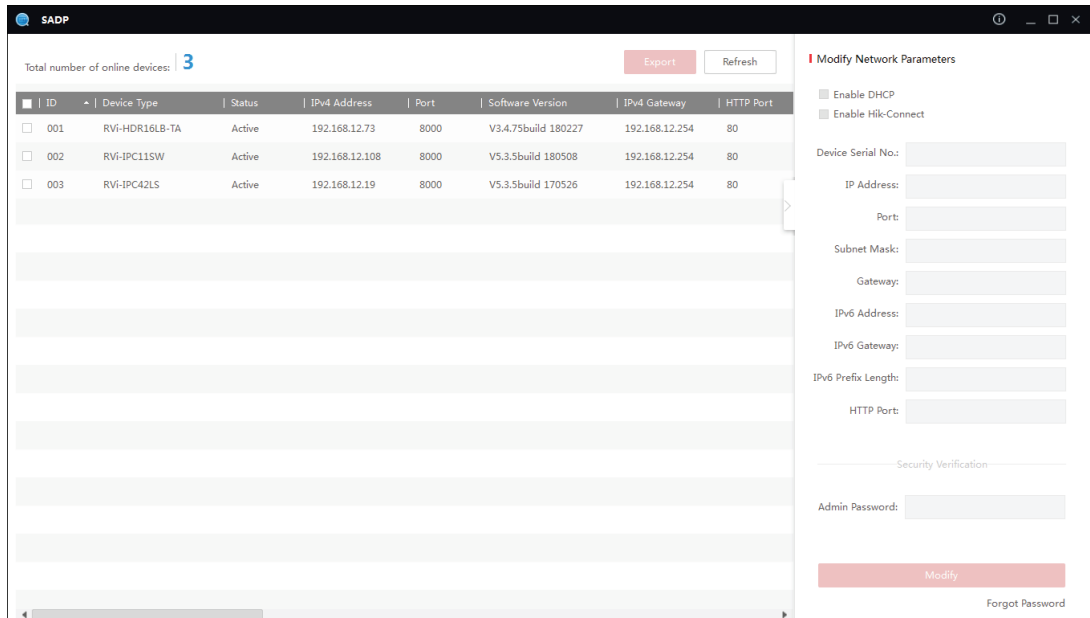 SADP
Total number of online devices: 3
Export
Refresh
ID | Device Type | Status | IPv4 Address | Port | Software Version | IPv4 Gateway | HTTP Port
001 RVi-HDR16LB-TA Active 192.168.12.73 8000 V3.4.75build 180227 192.168.12.254 80
002 RVi-IPC11SW Active 192.168.12.108 8000 V5.3.5build 180508 192.168.12.254 80
003 RVi-IPC42LS Active 192.168.12.19 8000 V5.3.5build 170526 192.168.12.254 80
Modify Network Parameters
Enable DHCP
Enable Hik-Connect
Device Serial No.:
IP Address:
Port:
Subnet Mask:
Gateway:
IPv6 Address:
IPv6 Gateway:
IPv6 Prefix Length:
HTTP Port:
Security Verification
Admin Password:
Modify
Forgot Password